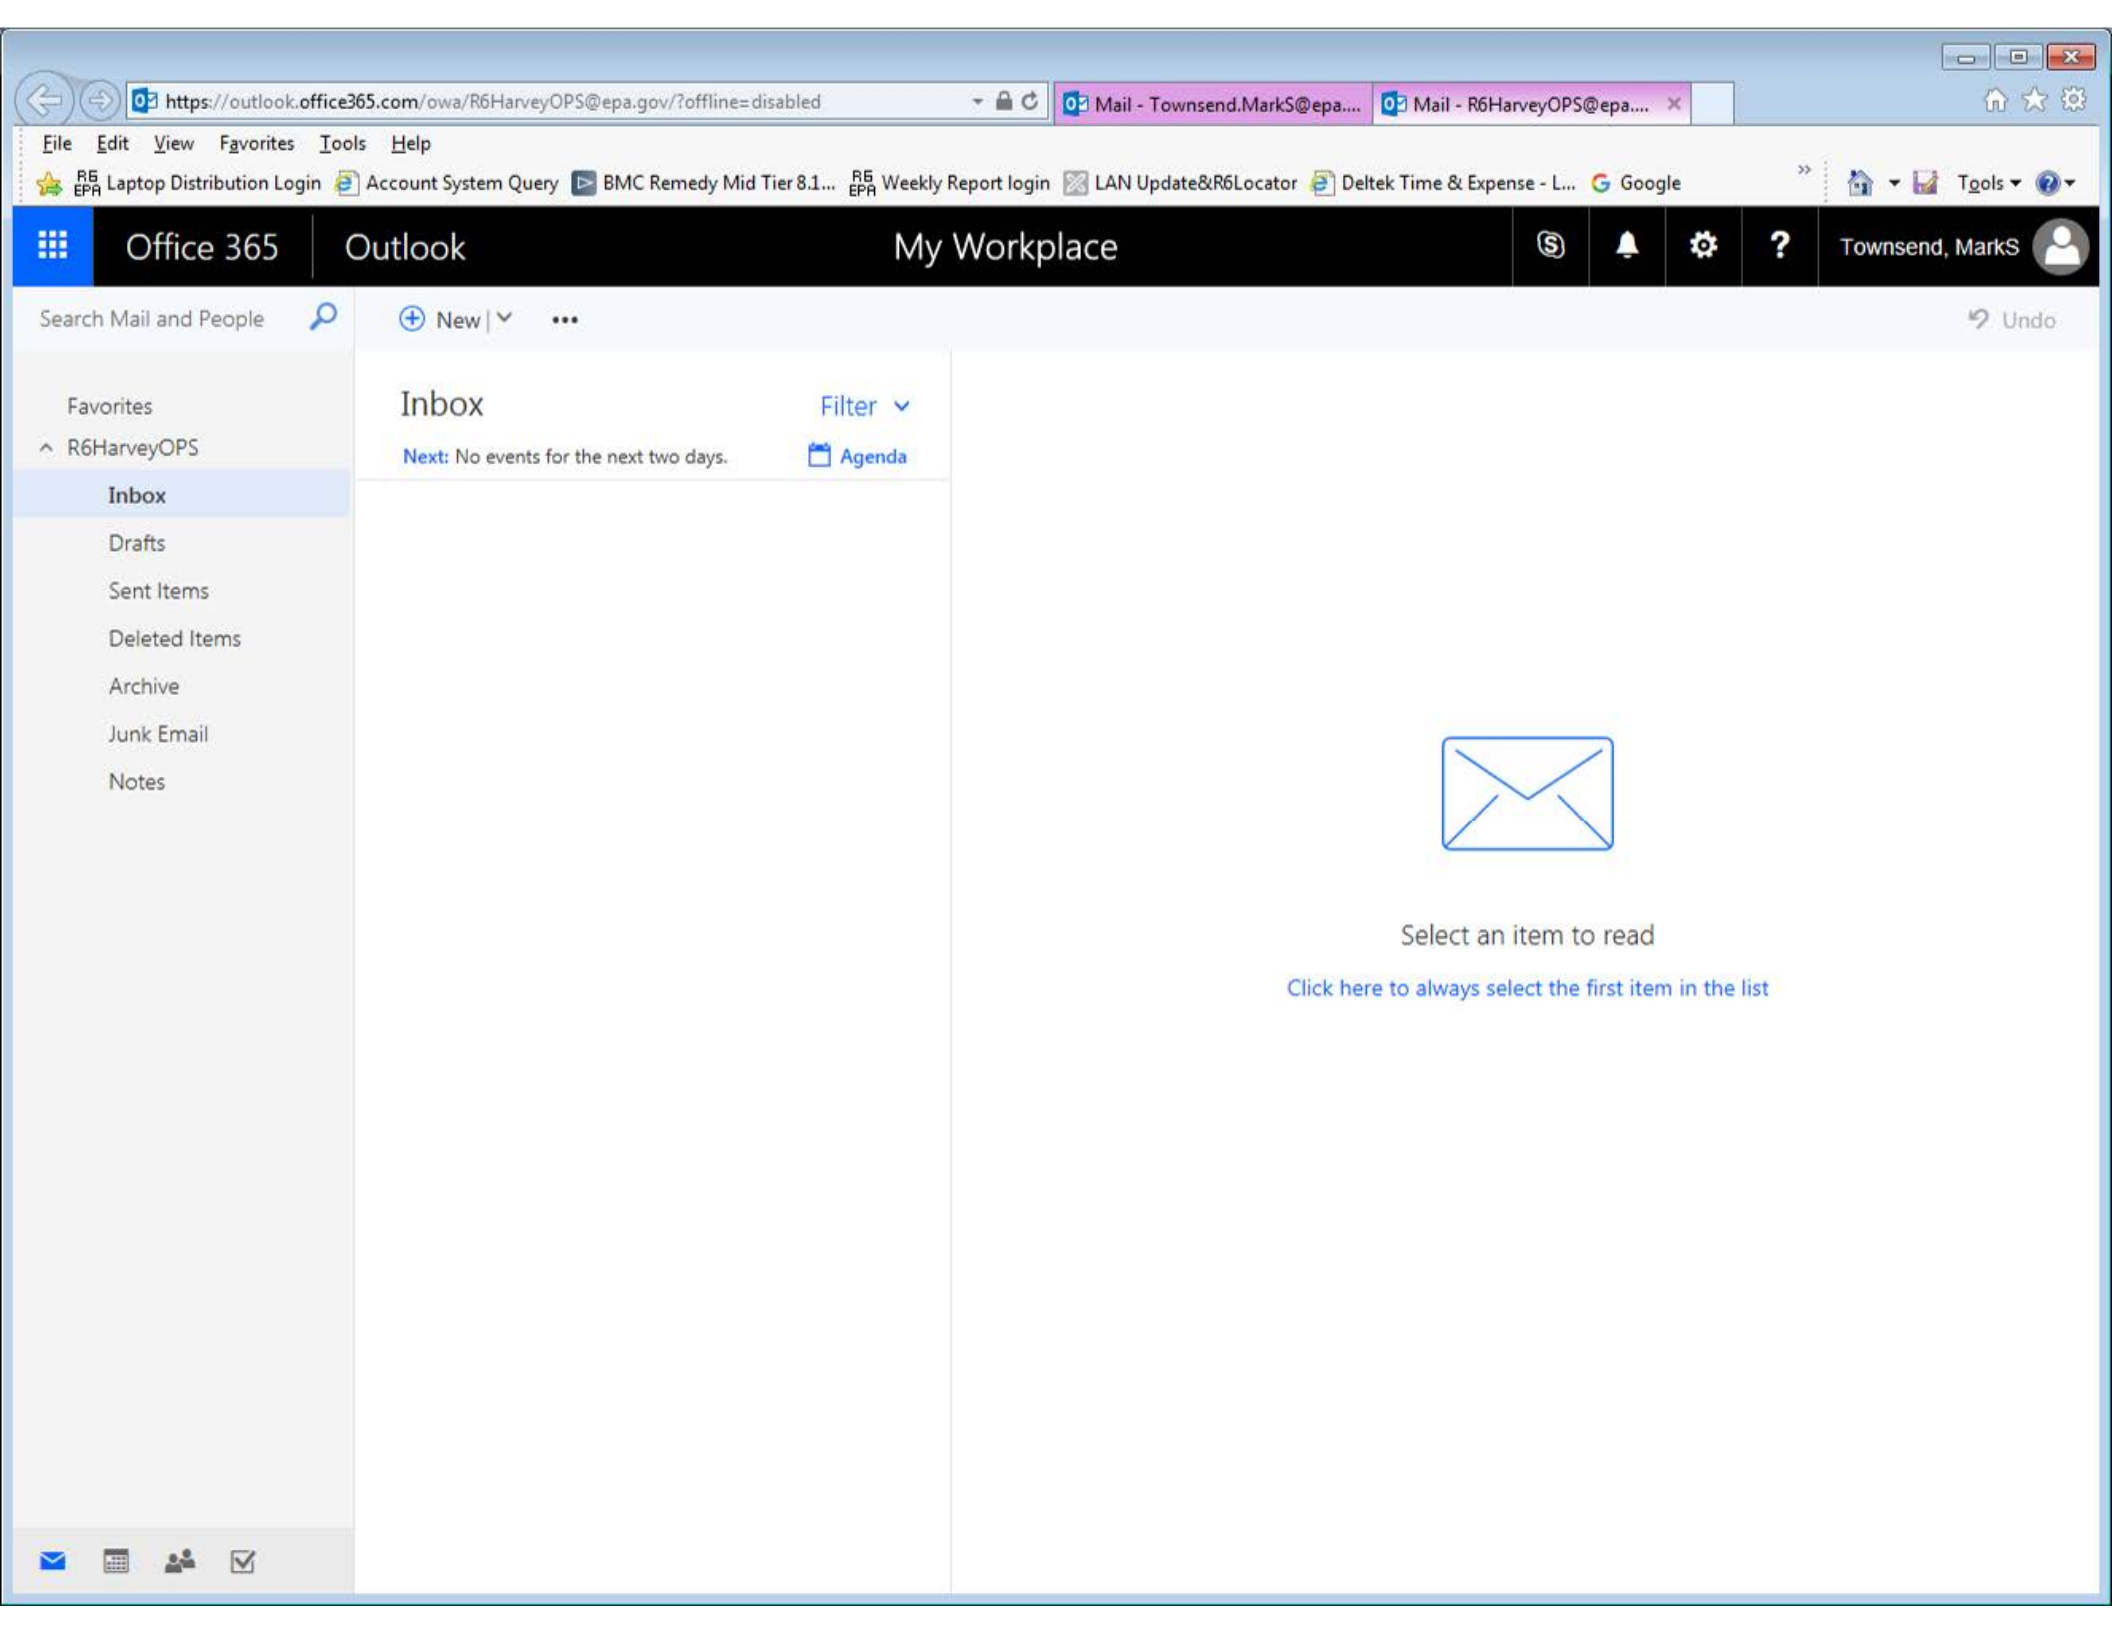 https://outlook.office365.com/owa/R6HarveyOPS@epa.gov/?offline=disabled
Mail - Townsend.MarkS@epa....
Mail - R6HarveyOPS@epa....
File Edit View Favorites Tools Help
R6 EPA Laptop Distribution Login Account System Query BMC Remedy Mid Tier 8.1... R6 EPA Weekly Report login LAN Update&R6Locator Deltek Time & Expense - L... G Google » Tools
Office 365 Outlook My Workplace ? Townsend, MarkS
Search Mail and People New ... Undo
Favorites
R6HarveyOPS
Inbox
Drafts
Sent Items
Deleted Items
Archive
Junk Email
Notes
Inbox Filter
Next: No events for the next two days. Agenda
Select an item to read
Click here to always select the first item in the list